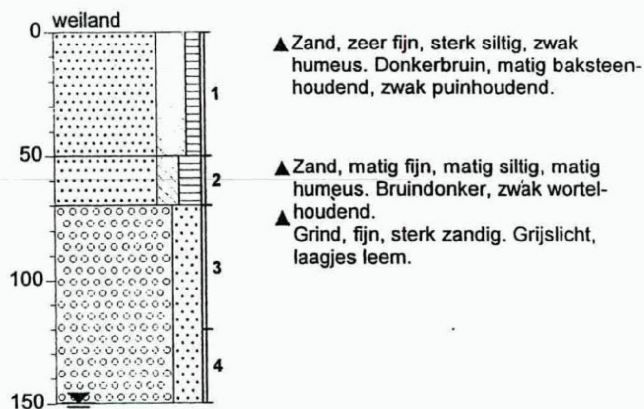 weiland
0
50
100
150
1
2
3
4
Zand, zeer fijn, sterk siltig, zwak
humeus. Donkerbruin, matig baksteen-
houdend, zwak puinhoudend.
Zand, matig fijn, matig siltig, matig
humeus. Bruindonker, zwak wortel-
houdend.
Grind, fijn, sterk zandig. Grijslicht,
laagjes leem.